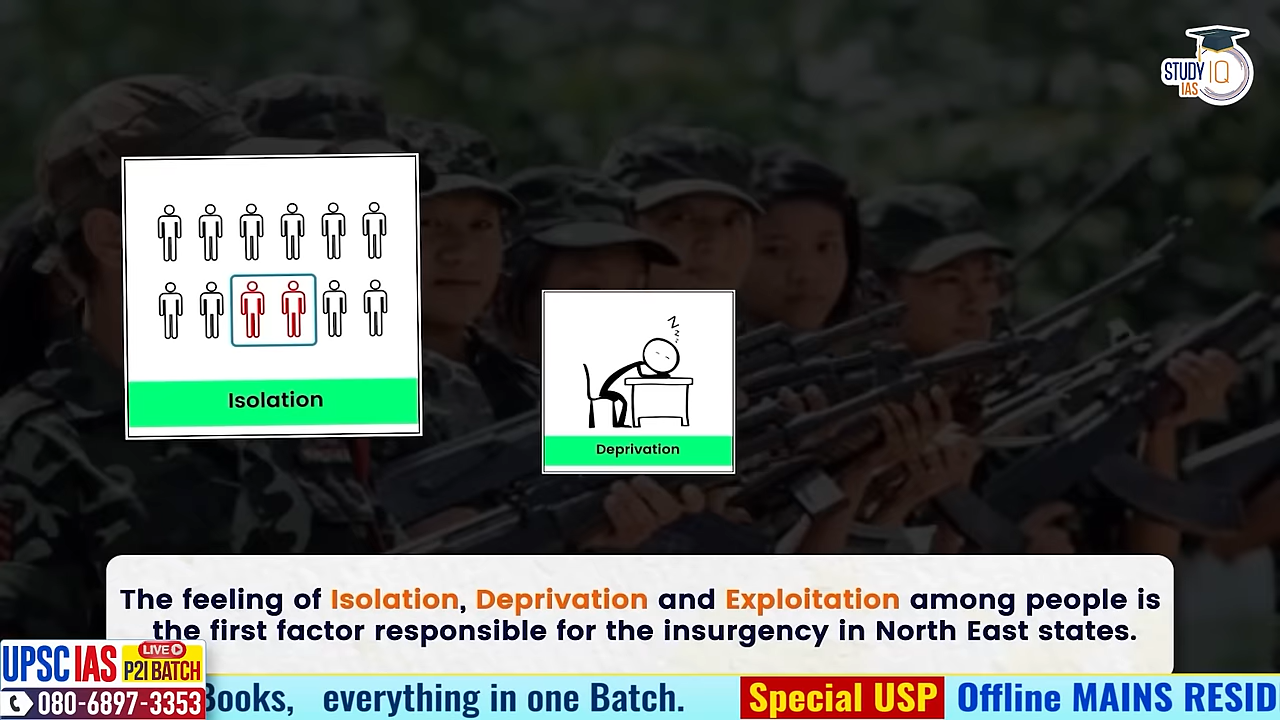 STUDY IQ
IAS
Isolation
z
z
z
Deprivation
The feeling of Isolation, Deprivation and Exploitation among people is
the first factor responsible for the insurgency in North East states.
UPSC IAS
LIVE
P2I BATCH
080-6897-3353
Books, everything in one Batch.
Special USP
Offline MAINS RESID